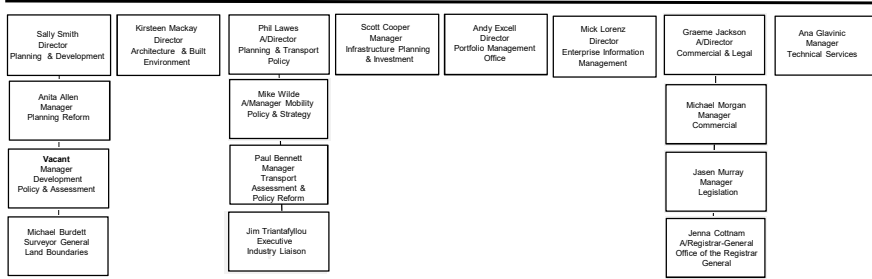 Sally Smith
Director
Planning & Development
Kirsteen Mackay
Director
Architecture & Built
Environment
Phil Lawes
A/Director
Planning & Transport
Policy
Scott Cooper
Manager
Infrastructure Planning
& Investment
Andy Excell
Director
Portfolio Management
Office
Mick Lorenz
Director
Enterprise Information
Management
Graeme Jackson
A/Director
Commercial & Legal
Ana Glavinic
Manager
Technical Services
Anita Allen
Manager
Planning Reform
Mike Wilde
A/Manager Mobility
Policy & Strategy
Michael Morgan
Manager
Commercial
Vacant
Manager
Development
Policy & Assessment
Paul Bennett
Manager
Transport
Assessment &
Policy Reform
Jasen Murray
Manager
Legislation
Michael Burdett
Surveyor General
Land Boundaries
Jim Triantafyllou
Executive
Industry Liaison
Jenna Cottnam
A/Registrar-General
Office of the Registrar
General